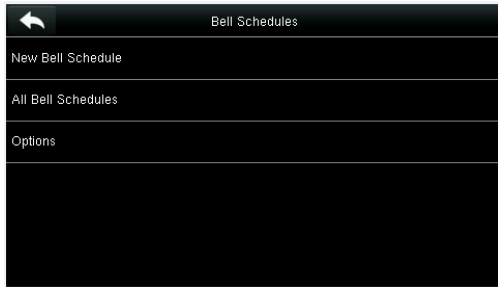 Bell Schedules
New Bell Schedule
All Bell Schedules
Options